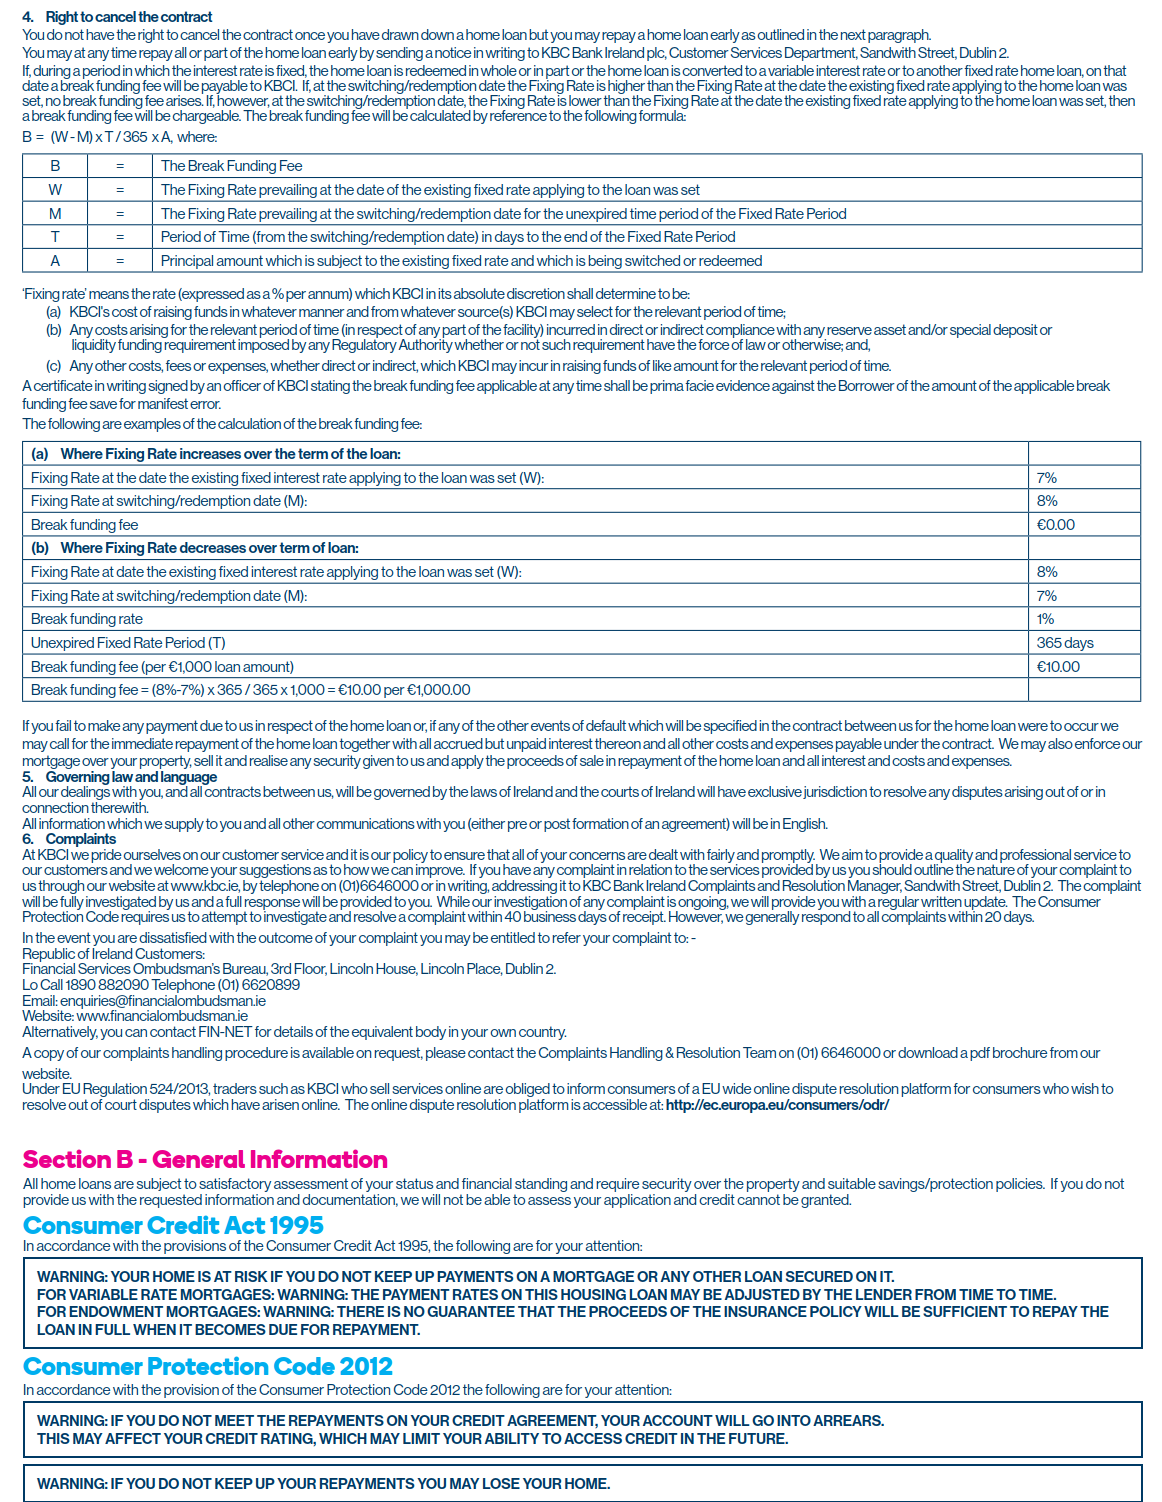 4. Right to cancel the contract
You do not have the right to cancel the contract once you have drawn down a home loan but you may repay a home loan early as outlined in the next paragraph.
You may at any time repay all or part of the home loan early by sending a notice in writing to KBC Bank Ireland plc, Customer Services Department, Sandwith Street, Dublin 2.
If, during a period in which the interest rate is fixed, the home loan is redeemed in whole or in part or the home loan is converted to a variable interest rate or to another fixed rate home loan, on that
date a break funding fee will be payable to KBCI. If, at the switching/redemption date the Fixing Rate is higher than the Fixing Rate at the date the existing fixed rate applying to the home loan was
set, no break funding fee arises. If, however, at the switching/redemption date, the Fixing Rate is lower than the Fixing Rate at the date the existing fixed rate applying to the home loan was set, then
a break funding fee will be chargeable. The break funding fee will be calculated by reference to the following formula:
B = (W - M) x T / 365 x A, where:
B = The Break Funding Fee
W = The Fixing Rate prevailing at the date of the existing fixed rate applying to the loan was set
M = The Fixing Rate prevailing at the switching/redemption date for the unexpired time period of the Fixed Rate Period
T = Period of Time (from the switching/redemption date) in days to the end of the Fixed Rate Period
A = Principal amount which is subject to the existing fixed rate and which is being switched or redeemed
'Fixing rate' means the rate (expressed as a % per annum) which KBCI in its absolute discretion shall determine to be:
(a) KBCI's cost of raising funds in whatever manner and from whatever source(s) KBCI may select for the relevant period of time;
(b) Any costs arising for the relevant period of time (in respect of any part of the facility) incurred in direct or indirect compliance with any reserve asset and/or special deposit or
liquidity funding requirement imposed by any Regulatory Authority whether or not such requirement have the force of law or otherwise; and,
(c) Any other costs, fees or expenses, whether direct or indirect, which KBCI may incur in raising funds of like amount for the relevant period of time.
A certificate in writing signed by an officer of KBCI stating the break funding fee applicable at any time shall be prima facie evidence against the Borrower of the amount of the applicable break
funding fee save for manifest error.
The following are examples of the calculation of the break funding fee:
(a) Where Fixing Rate increases over the term of the loan:
Fixing Rate at the date the existing fixed interest rate applying to the loan was set (W): 7%
Fixing Rate at switching/redemption date (M): 8%
Break funding fee €0.00
(b) Where Fixing Rate decreases over term of loan:
Fixing Rate at date the existing fixed interest rate applying to the loan was set (W): 8%
Fixing Rate at switching/redemption date (M): 7%
Break funding rate 1%
Unexpired Fixed Rate Period (T) 365 days
Break funding fee (per €1,000 loan amount) €10.00
Break funding fee = (8%-7%) x 365 / 365 x 1,000 = €10.00 per €1,000.00
If you fail to make any payment due to us in respect of the home loan or, if any of the other events of default which will be specified in the contract between us for the home loan were to occur we
may call for the immediate repayment of the home loan together with all accrued but unpaid interest thereon and all other costs and expenses payable under the contract. We may also enforce our
mortgage over your property, sell it and realise any security given to us and apply the proceeds of sale in repayment of the home loan and all interest and costs and expenses.
5. Governing law and language
All our dealings with you, and all contracts between us, will be governed by the laws of Ireland and the courts of Ireland will have exclusive jurisdiction to resolve any disputes arising out of or in
connection therewith.
All information which we supply to you and all other communications with you (either pre or post formation of an agreement) will be in English.
6. Complaints
At KBCI we pride ourselves on our customer service and it is our policy to ensure that all of your concerns are dealt with fairly and promptly. We aim to provide a quality and professional service to
our customers and we welcome your suggestions as to how we can improve. If you have any complaint in relation to the services provided by us you should outline the nature of your complaint to
us through our website at www.kbc.ie, by telephone on (01)6646000 or in writing, addressing it to KBC Bank Ireland Complaints and Resolution Manager, Sandwith Street, Dublin 2. The complaint
will be fully investigated by us and a full response will be provided to you. While our investigation of any complaint is ongoing, we will provide you with a regular written update. The Consumer
Protection Code requires us to attempt to investigate and resolve a complaint within 40 business days of receipt. However, we generally respond to all complaints within 20 days.
In the event you are dissatisfied with the outcome of your complaint you may be entitled to refer your complaint to: -
Republic of Ireland Customers:
Financial Services Ombudsman's Bureau, 3rd Floor, Lincoln House, Lincoln Place, Dublin 2.
Lo Call 1890 882090 Telephone (01) 6620899
Email: enquiries@financialombudsman.ie
Website: www.financialombudsman.ie
Alternatively, you can contact FIN-NET for details of the equivalent body in your own country.
A copy of our complaints handling procedure is available on request, please contact the Complaints Handling & Resolution Team on (01) 6646000 or download a pdf brochure from our
website.
Under EU Regulation 524/2013, traders such as KBCI who sell services online are obliged to inform consumers of a EU wide online dispute resolution platform for consumers who wish to
resolve out of court disputes which have arisen online. The online dispute resolution platform is accessible at: http://ec.europa.eu/consumers/odr/
Section B - General Information
All home loans are subject to satisfactory assessment of your status and financial standing and require security over the property and suitable savings/protection policies. If you do not
provide us with the requested information and documentation, we will not be able to assess your application and credit cannot be granted.
Consumer Credit Act 1995
In accordance with the provisions of the Consumer Credit Act 1995, the following are for your attention:
WARNING: YOUR HOME IS AT RISK IF YOU DO NOT KEEP UP PAYMENTS ON A MORTGAGE OR ANY OTHER LOAN SECURED ON IT.
FOR VARIABLE RATE MORTGAGES: WARNING: THE PAYMENT RATES ON THIS HOUSING LOAN MAY BE ADJUSTED BY THE LENDER FROM TIME TO TIME.
FOR ENDOWMENT MORTGAGES: WARNING: THERE IS NO GUARANTEE THAT THE PROCEEDS OF THE INSURANCE POLICY WILL BE SUFFICIENT TO REPAY THE
LOAN IN FULL WHEN IT BECOMES DUE FOR REPAYMENT.
Consumer Protection Code 2012
In accordance with the provision of the Consumer Protection Code 2012 the following are for your attention:
WARNING: IF YOU DO NOT MEET THE REPAYMENTS ON YOUR CREDIT AGREEMENT, YOUR ACCOUNT WILL GO INTO ARREARS.
THIS MAY AFFECT YOUR CREDIT RATING, WHICH MAY LIMIT YOUR ABILITY TO ACCESS CREDIT IN THE FUTURE.
WARNING: IF YOU DO NOT KEEP UP YOUR REPAYMENTS YOU MAY LOSE YOUR HOME.